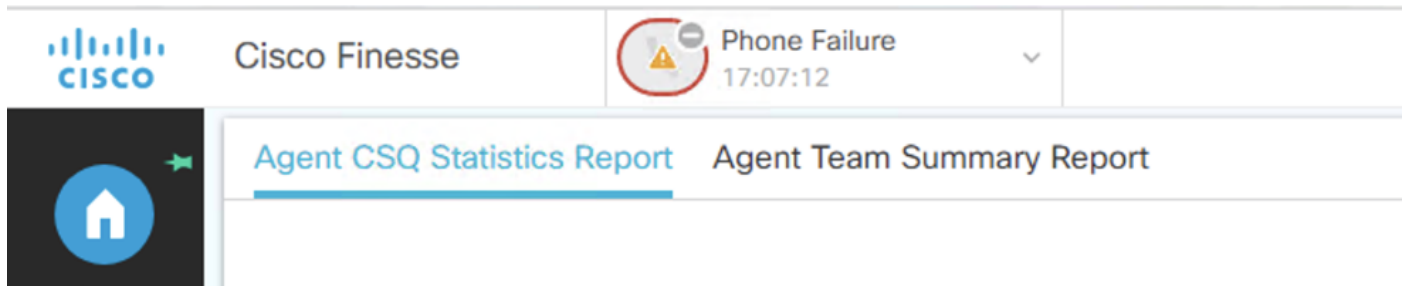 CISCO
Cisco Finesse
Phone Failure
17:07:12
Agent CSQ Statistics Report
Agent Team Summary Report